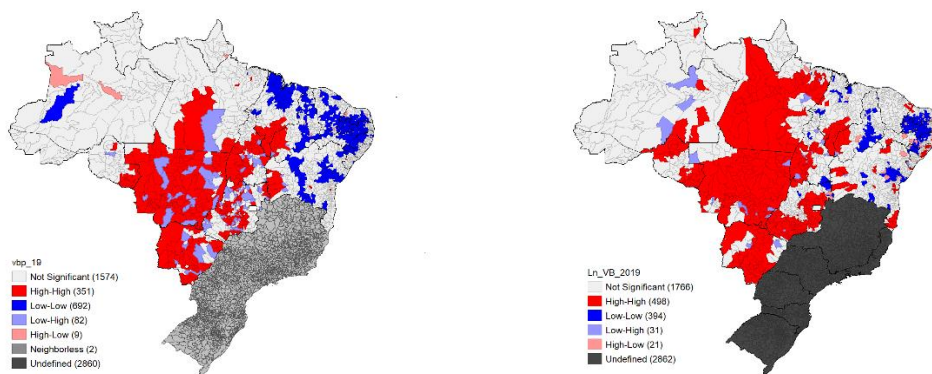 vbp_19
Not Significant (1574)
High-High (351)
Low-Low (692)
Low-High (82)
High-Low (9)
Neighborless (2)
Undefined (2860)
Ln_VB_2019
Not Significant (1766)
High-High (498)
Low-Low (394)
Low-High (31)
High-Low (21)
Undefined (2862)